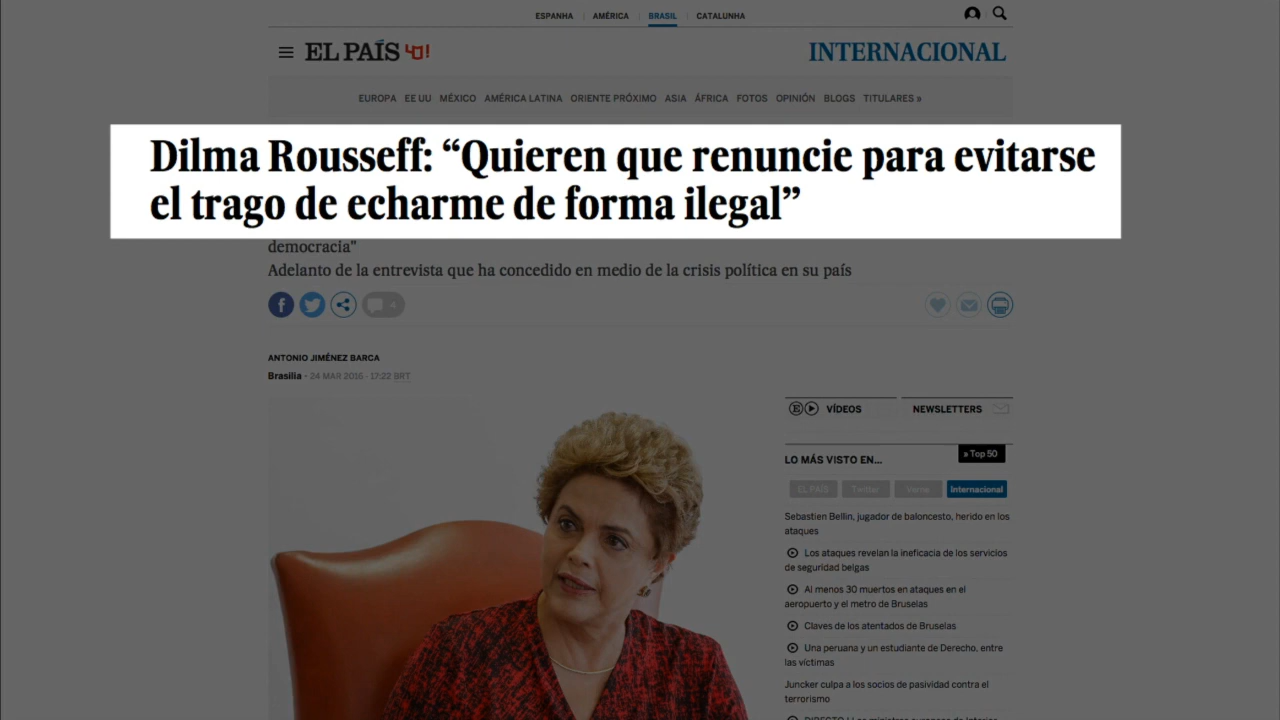 ESPANHA AMÉRICA BRASIL CATALUNHA
EL PAÍS 40!
INTERNACIONAL
EUROPA EE UU MÉXICO AMÉRICA LATINA ORIENTE PRÓXIMO ASIA ÁFRICA FOTOS OPINIÓN BLOGS TITULARES »
Dilma Rousseff: “Quieren que renuncie para evitarse
el trago de echarme de forma ilegal”
democracia"
Adelanto de la entrevista que ha concedido en medio de la crisis política en su país
4
ANTONIO JIMÉNEZ BARCA
Brasilia - 24 MAR 2016 - 17:22 BRT
VÍDEOS
NEWSLETTERS
» Top 50
LO MÁS VISTO EN...
EL PAÍS Twitter Verne Internacional
Sebastien Bellin, jugador de baloncesto, herido en los
ataques
Los ataques revelan la ineficacia de los servicios
de seguridad belgas
Al menos 30 muertos en ataques en el
aeropuerto y el metro de Bruselas
Claves de los atentados de Bruselas
Una peruana y un estudiante de Derecho, entre
las víctimas
Juncker culpa a los socios de pasividad contra el
terrorismo